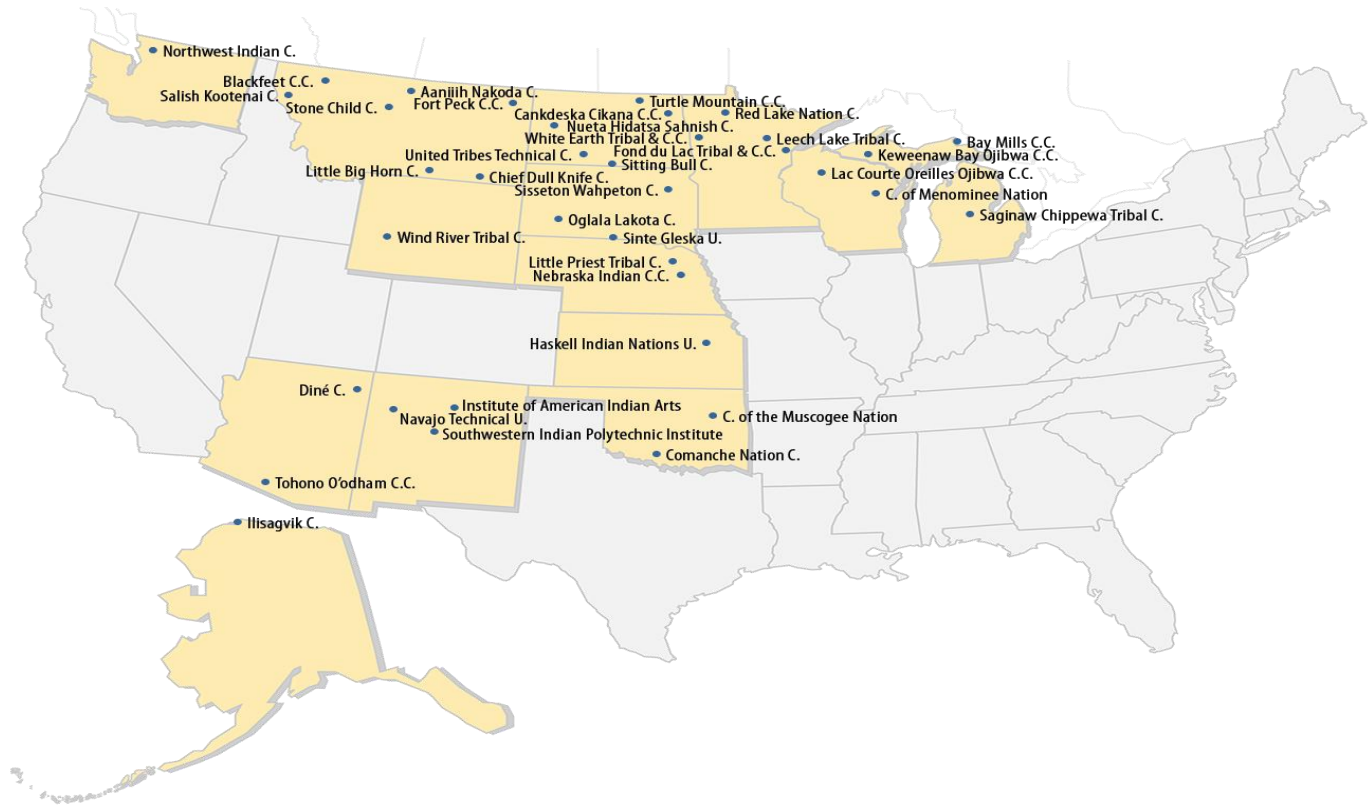 Northwest Indian C.
Blackfeet C.C.
Salish Kootenai C.
Stone Child C.
Aaniiih Nakoda C.
Fort Peck C.C.
Turtle Mountain C.C.
Cankdeska Cikana C.C.
Red Lake Nation C.
Nueta Hidatsa Sahnish C.
White Earth Tribal & C.C.
Leech Lake Tribal C.
Bay Mills C.C.
Fond du Lac Tribal & C.C.
Keweenaw Bay Ojibwa C.C.
United Tribes Technical C.
Sitting Bull C.
Little Big Horn C.
Chief Dull Knife C.
Lac Courte Oreilles Ojibwa C.C.
Sisseton Wahpeton C.
C. of Menominee Nation
Oglala Lakota C.
Saginaw Chippewa Tribal C.
Wind River Tribal C.
Sinte Gleska U.
Little Priest Tribal C.
Nebraska Indian C.C.
Haskell Indian Nations U.
Diné C.
Institute of American Indian Arts
Navajo Technical U.
C. of the Muscogee Nation
Southwestern Indian Polytechnic Institute
Comanche Nation C.
Tohono O'odham C.C.
Ilisagvik C.